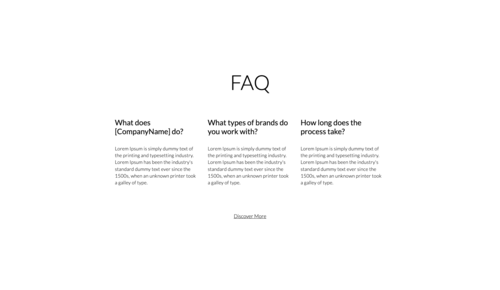 FAQ
What does
[CompanyName] do?
Lorem Ipsum is simply dummy text of
the printing and typesetting industry.
Lorem Ipsum has been the industry's
standard dummy text ever since the
1500s, when an unknown printer took
a galley of type.
What types of brands do
you work with?
Lorem Ipsum is simply dummy text of
the printing and typesetting industry.
Lorem Ipsum has been the industry's
standard dummy text ever since the
1500s, when an unknown printer took
a galley of type.
How long does the
process take?
Lorem Ipsum is simply dummy text of
the printing and typesetting industry.
Lorem Ipsum has been the industry's
standard dummy text ever since the
1500s, when an unknown printer took
a galley of type.
Discover More